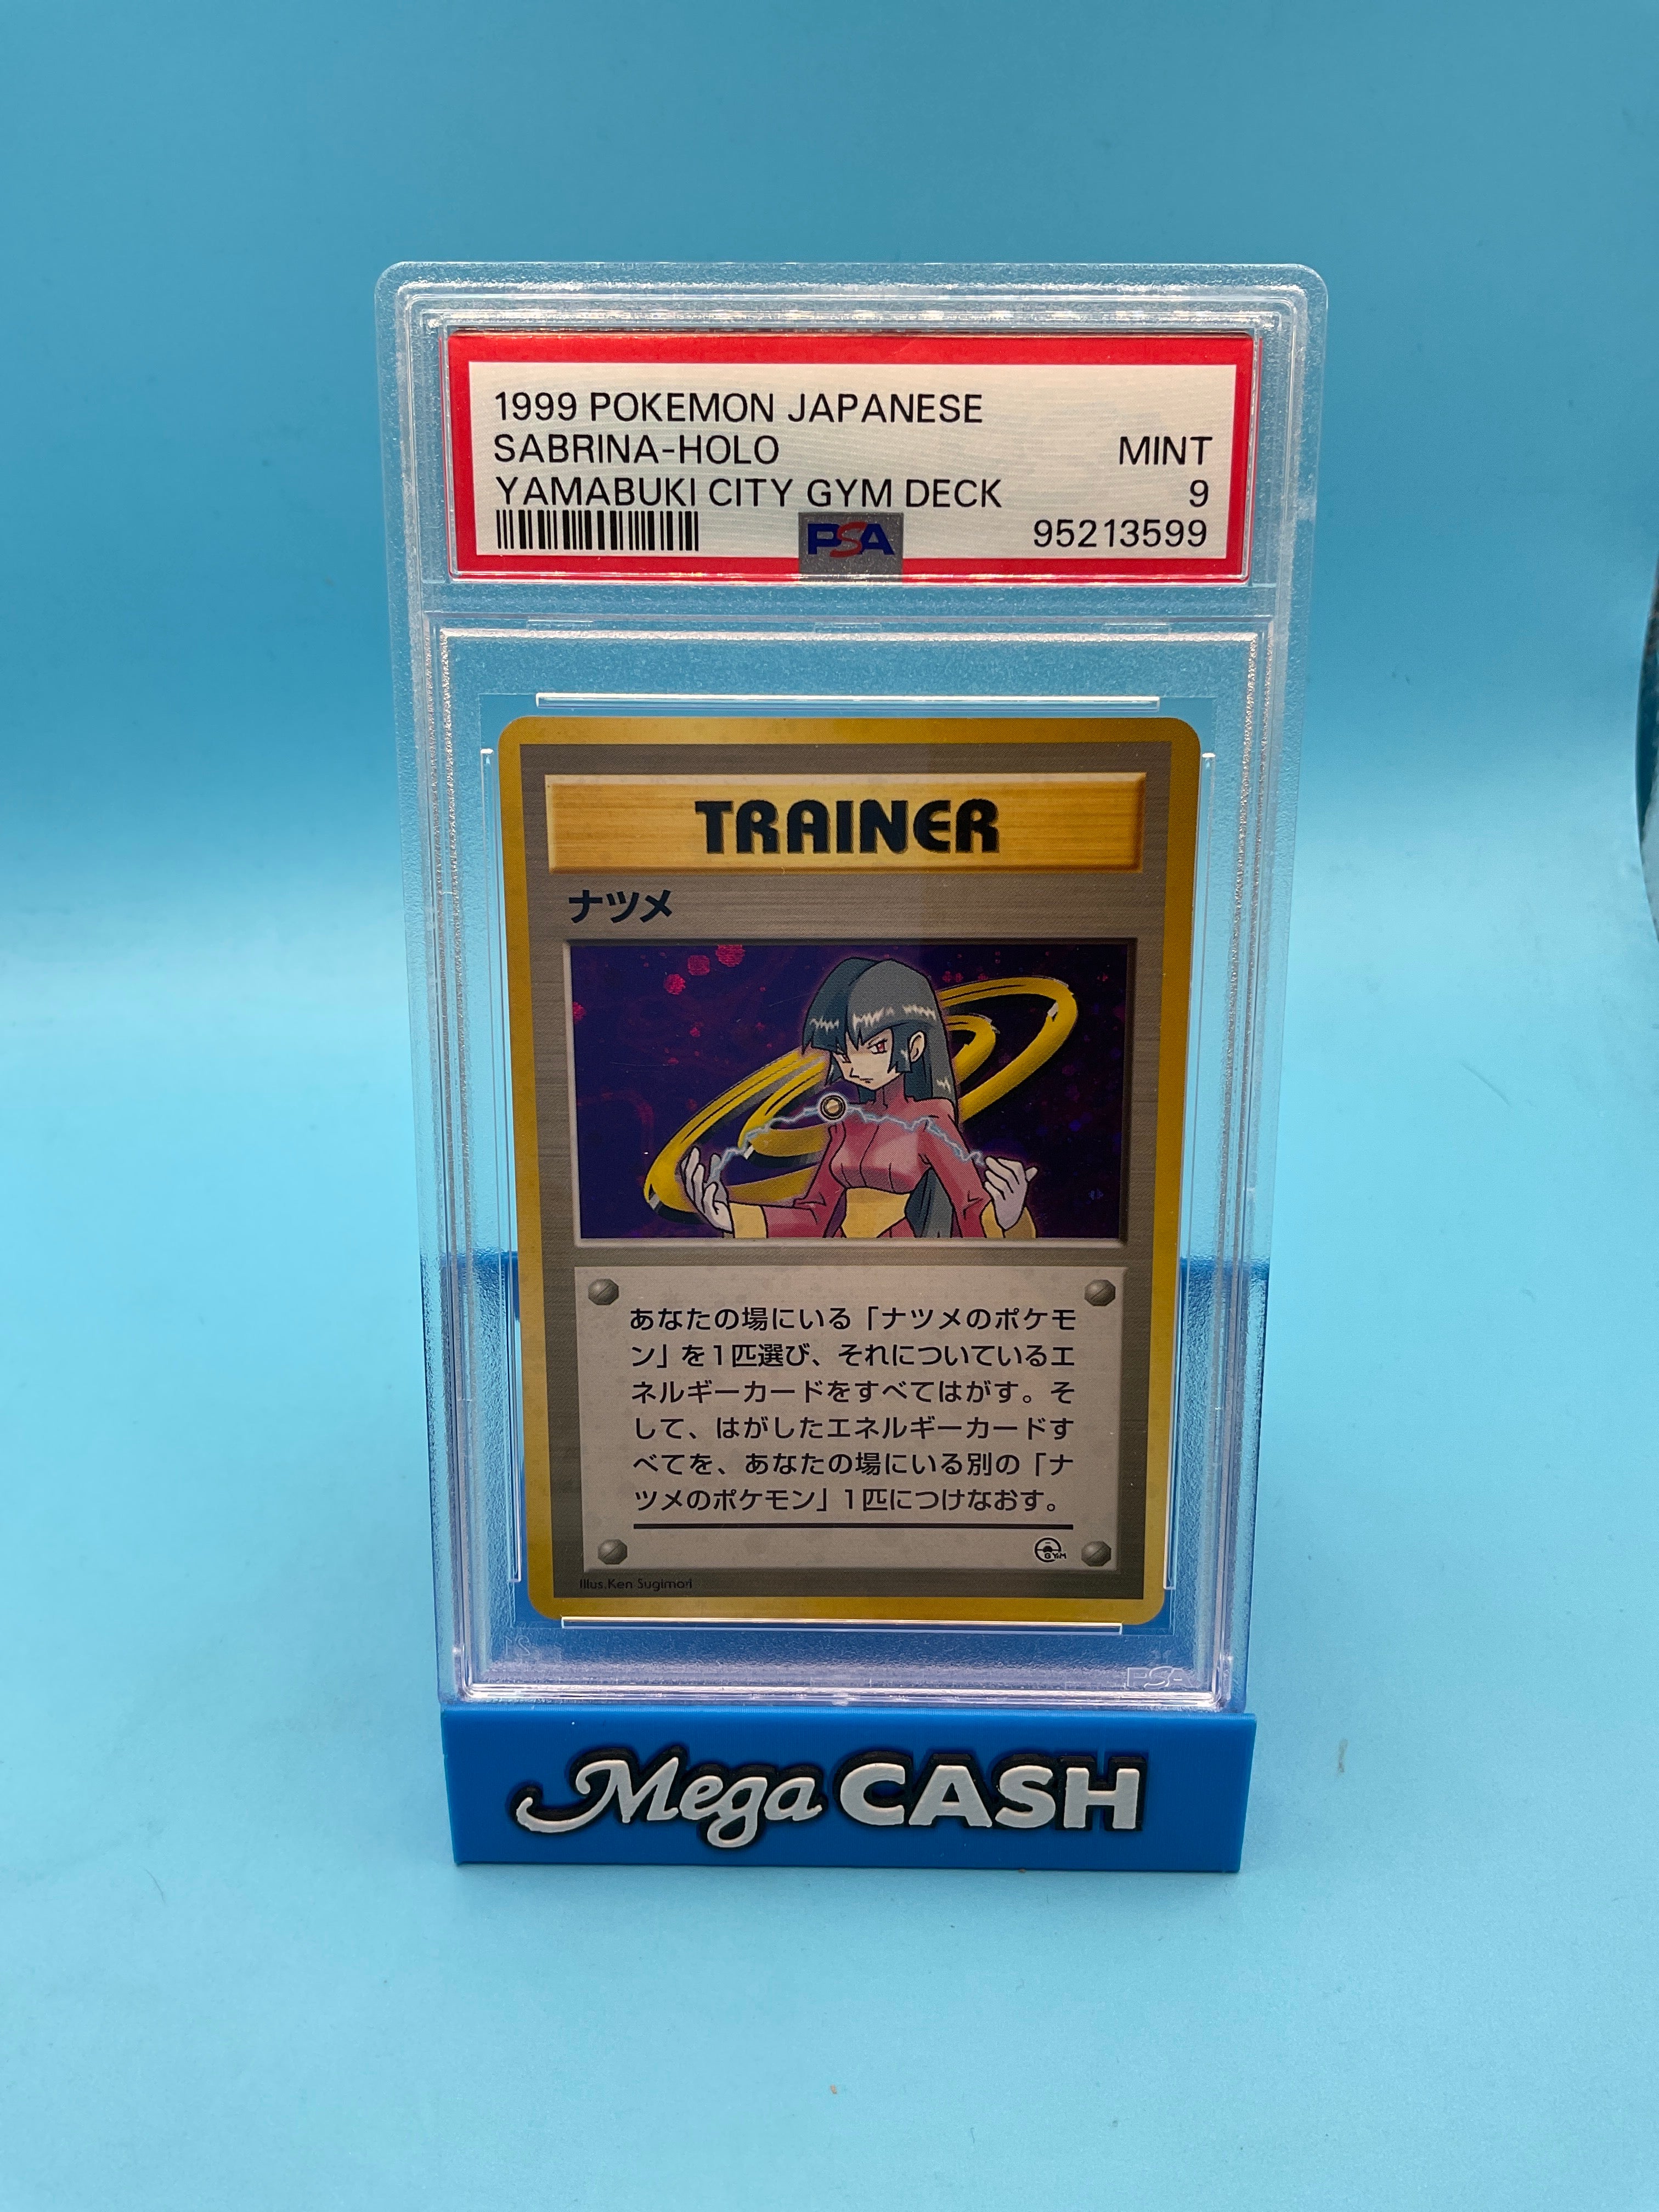 1999 POKEMON JAPANESE
SABRINA-HOLO MINT
YAMABUKI CITY GYM DECK 9
PSA 95213599
TRAINER
ナツメ
あなたの場にいる「ナツメのポケモ
ン」を1匹選び、それについているエ
ネルギーカードをすべてはがす。そ
して、はがしたエネルギーカードす
べてを、あなたの場にいる別の「ナ
ツメのポケモン」1匹につけなおす。
GYM
Illus.Ken Sugimori
PSA
Mega CASH